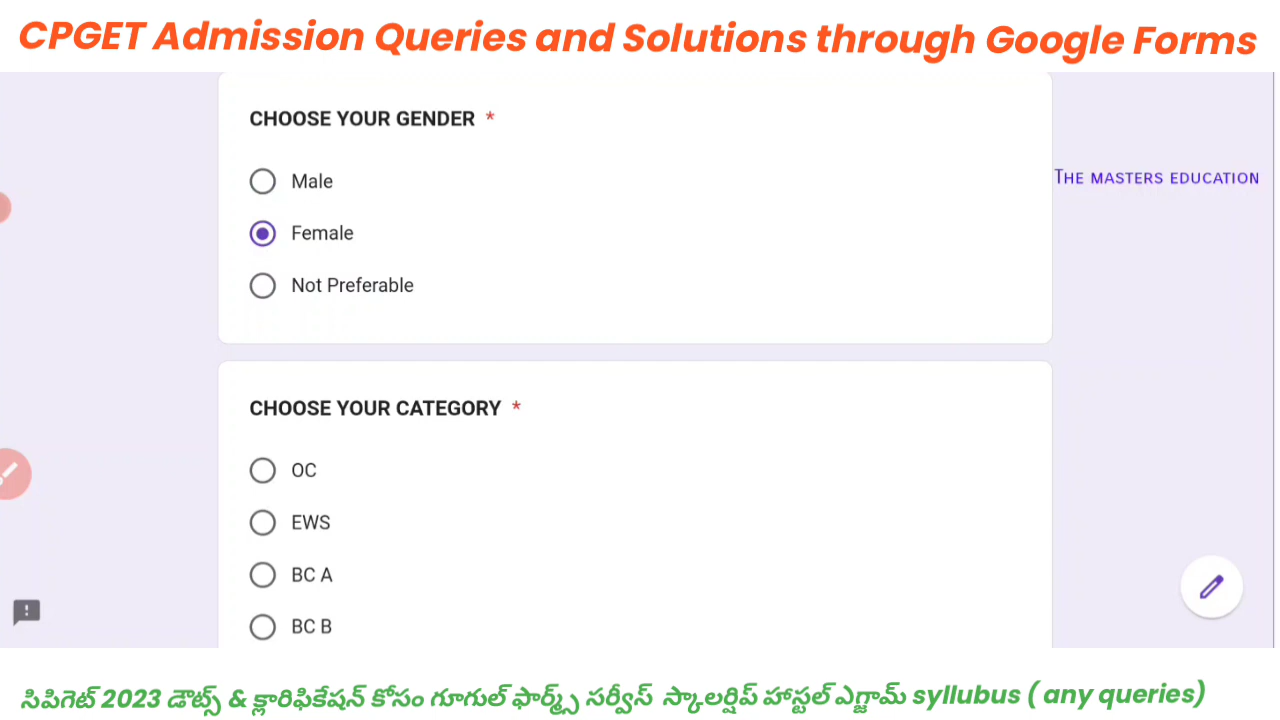 CPGET Admission Queries and Solutions through Google Forms
CHOOSE YOUR GENDER *
Male
THE MASTERS EDUCATION
Female
Not Preferable
CHOOSE YOUR CATEGORY *
OC
EWS
BC A
BC B
సిపిగెట్ 2023 డౌట్స్ & క్లారిఫికేషన్ కోసం గూగుల్ ఫార్మ్స్ సర్వీస్ స్కాలర్షిప్ హాస్టల్ ఎగ్జామ్ syllubus ( any queries)